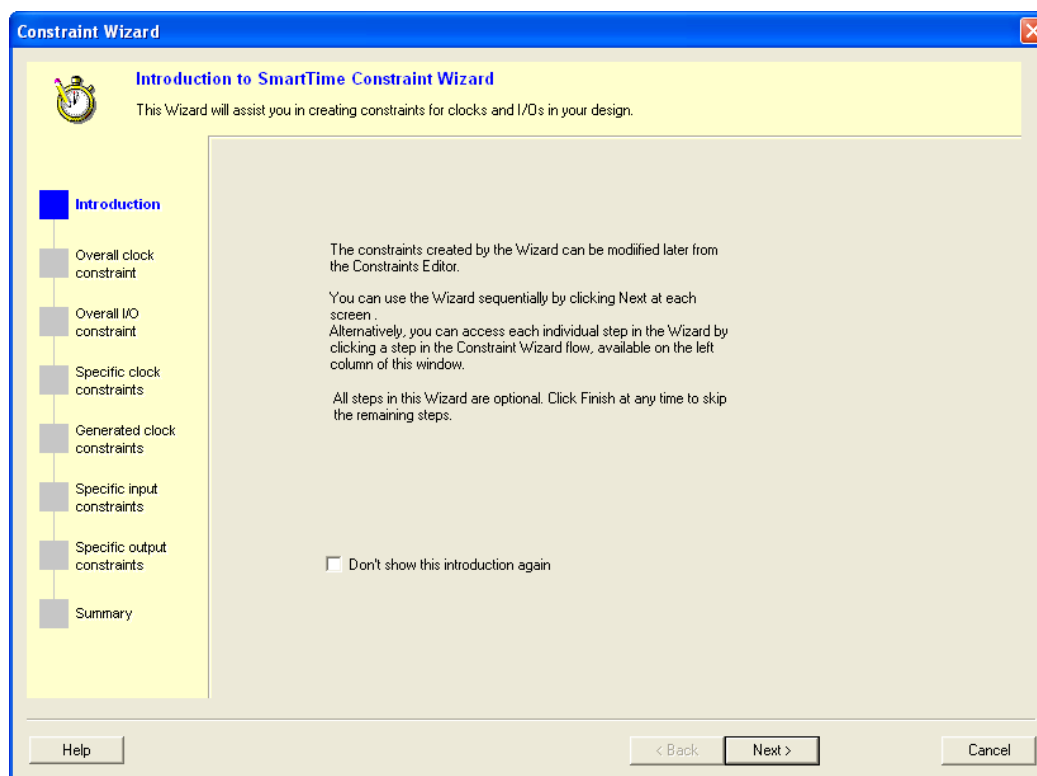 Constraint Wizard
Introduction to SmartTime Constraint Wizard
This Wizard will assist you in creating constraints for clocks and I/Os in your design.
Introduction
Overall clock
constraint
Overall I/O
constraint
Specific clock
constraints
Generated clock
constraints
Specific input
constraints
Specific output
constraints
Summary
The constraints created by the Wizard can be modified later from
the Constraints Editor.
You can use the Wizard sequentially by clicking Next at each
screen .
Alternatively, you can access each individual step in the Wizard by
clicking a step in the Constraint Wizard flow, available on the left
column of this window.
All steps in this Wizard are optional. Click Finish at any time to skip
the remaining steps.
Don't show this introduction again
Help
< Back
Next >
Cancel